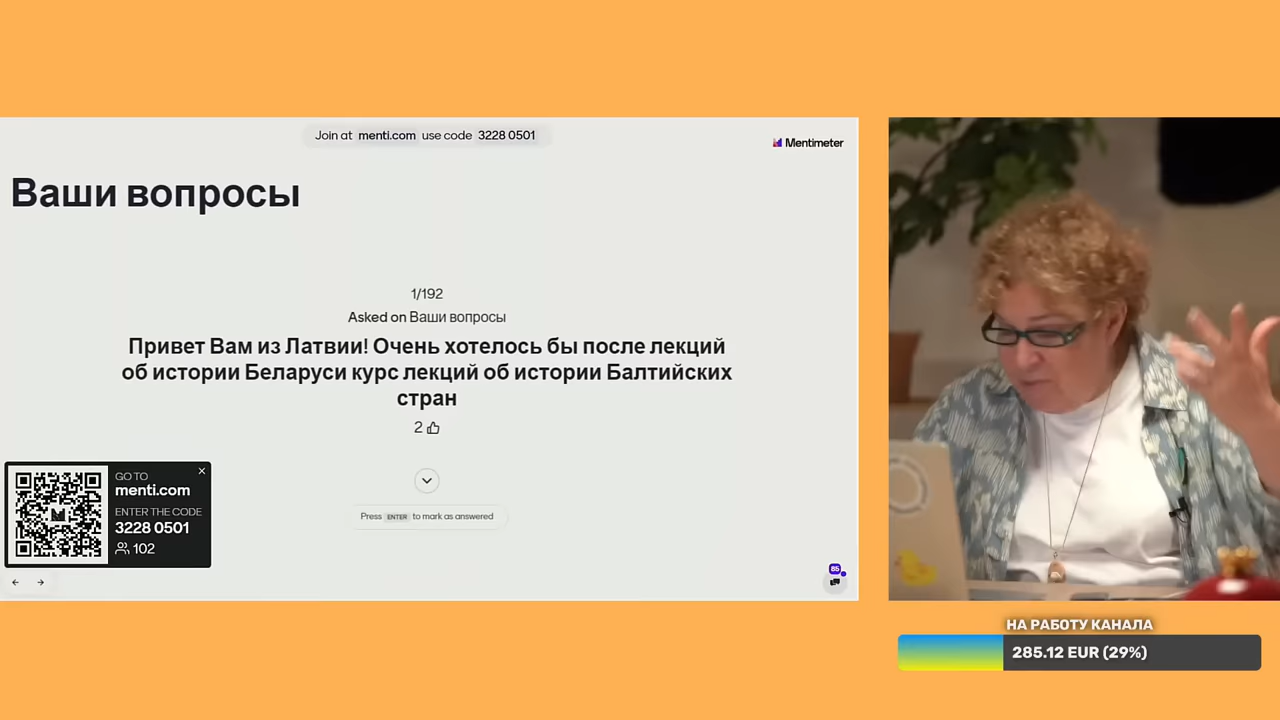 Join at menti.com use code 3228 0501
Mentimeter
Ваши вопросы
1/192
Asked on Ваши вопросы
Привет Вам из Латвии! Очень хотелось бы после лекций
об истории Беларуси курс лекций об истории Балтийских
стран
2
GO TO
menti.com
ENTER THE CODE
3228 0501
102
Press ENTER to mark as answered
85
НА РАБОТУ КАНАЛА
285.12 EUR (29%)